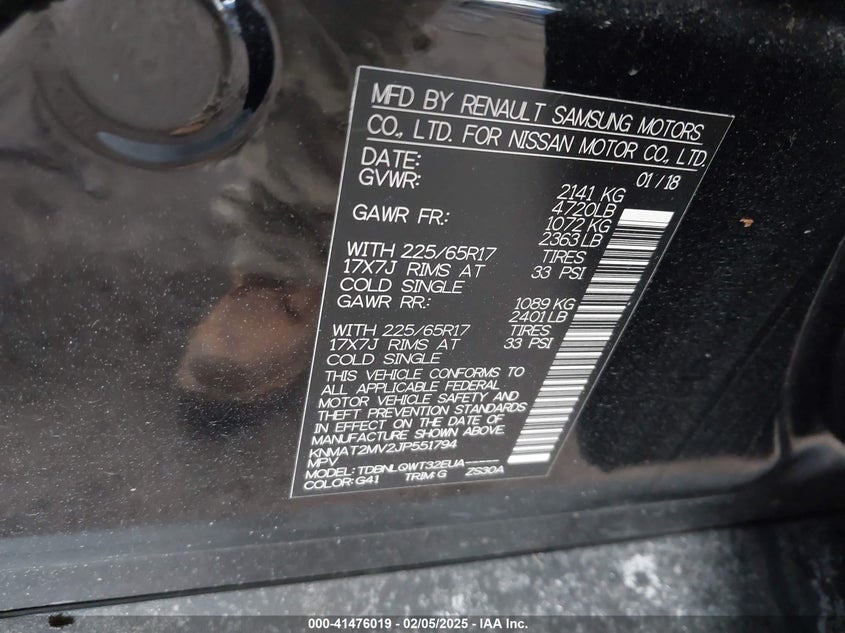 MFD BY RENAULT SAMSUNG MOTORS
CO., LTD. FOR NISSAN MOTOR CO., LTD.
DATE: 01/18
GVWR: 2141 KG
4720LB
GAWR FR.: 1072 KG
2363 LB
WITH 225/65R17 TIRES
17X7J RIMS AT 33 PSI
COLD SINGLE
GAWR RR.: 1089 KG
2401LB
WITH 225/65R17 TIRES
17X7J RIMS AT 33 PSI
COLD SINGLE
THIS VEHICLE CONFORMS TO
ALL APPLICABLE FEDERAL
MOTOR VEHICLE SAFETY AND
THEFT PREVENTION STANDARDS
IN EFFECT ON THE DATE OF
MANUFACTURE SHOWN ABOVE.
KNMAT2MV2JP551794
MPV
MODEL: TDBNLQWT32EUA-----
COLOR: G41 TRIM: G ZS30A
000-41476019 - 02/05/2025 - IAA Inc.